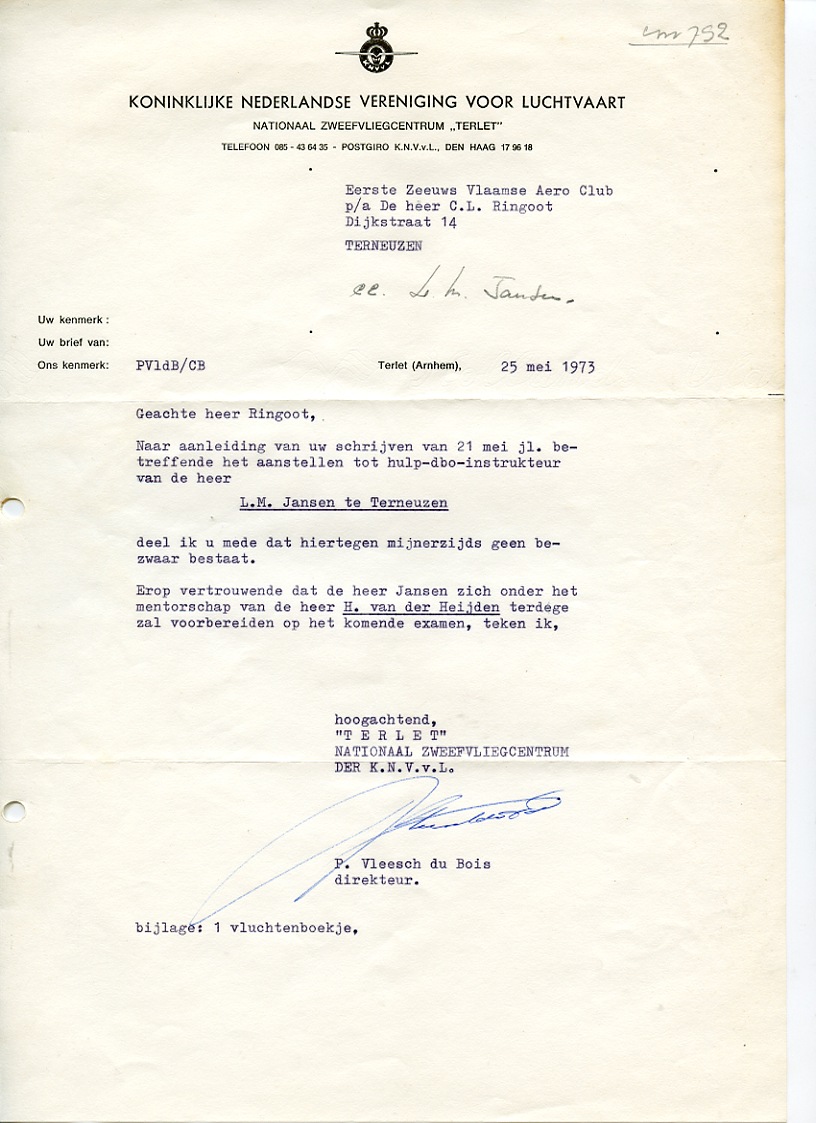 K.N.V.v.L.
KONINKLIJKE NEDERLANDSE VERENIGING VOOR LUCHTVAART
NATIONAAL ZWEEFVLIEGCENTRUM „TERLET”
TELEFOON 085 - 43 64 35 - POSTGIRO K.N.V.v.L., DEN HAAG 17 96 18
Eerste Zeeuws Vlaamse Aero Club
p/a De heer C.L. Ringoot
Dijkstraat 14
TERNEUZEN
cc. L. M. Jansen.
Uw kenmerk :
Uw brief van:
Ons kenmerk: PVldB/CB Terlet (Arnhem), 25 mei 1973
Geachte heer Ringoot,
Naar aanleiding van uw schrijven van 21 mei jl. be-
treffende het aanstellen tot hulp-dbo-instrukteur
van de heer
L.M. Jansen te Terneuzen
deel ik u mede dat hiertegen mijnerzijds geen be-
zwaar bestaat.
Erop vertrouwende dat de heer Jansen zich onder het
mentorschap van de heer H. van der Heijden terdege
zal voorbereiden op het komende examen, teken ik,
hoogachtend,
"T E R L E T"
NATIONAAL ZWEEFVLIEGCENTRUM
DER K.N.V.v.L.
P. Vleesch du Bois
direkteur.
bijlage: 1 vluchtenboekje,